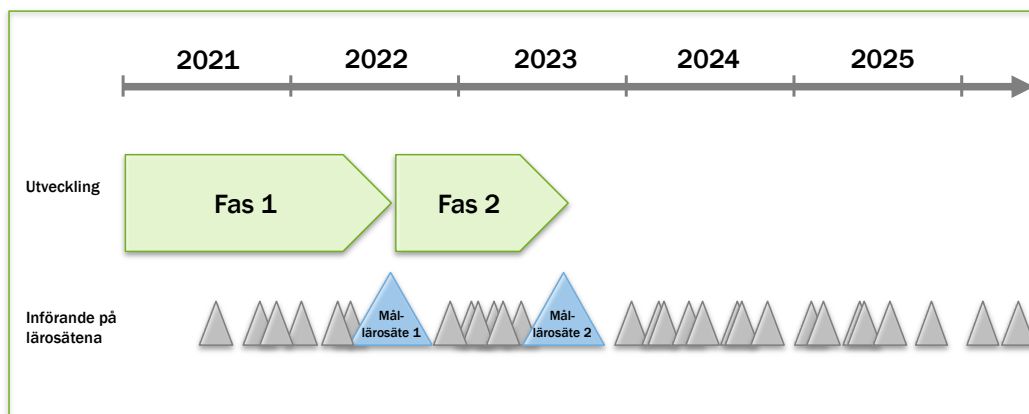 2021 2022 2023 2024 2025
Utveckling
Fas 1
Fas 2
Införande på
lärosätena
Mål-
lärosäte 1
Mål-
lärosäte 2